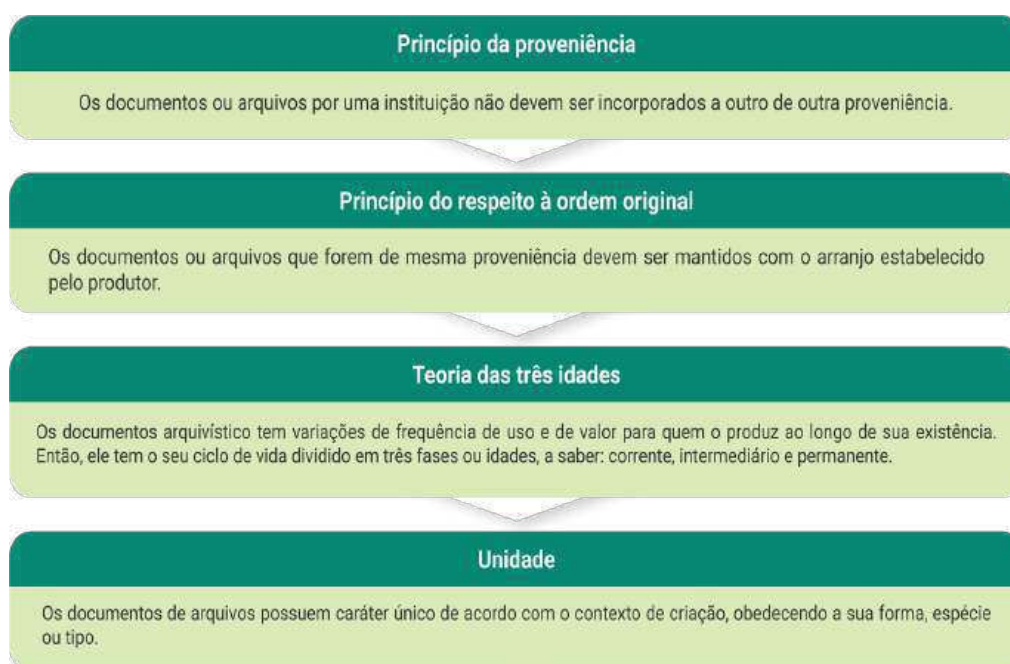 Princípio da proveniência
Os documentos ou arquivos por uma instituição não devem ser incorporados a outro de outra proveniência.
Princípio do respeito à ordem original
Os documentos ou arquivos que forem de mesma proveniência devem ser mantidos com o arranjo estabelecido
pelo produtor.
Teoria das três idades
Os documentos arquivístico tem variações de frequência de uso e de valor para quem o produz ao longo de sua existência.
Então, ele tem o seu ciclo de vida dividido em três fases ou idades, a saber: corrente, intermediário e permanente.
Unidade
Os documentos de arquivos possuem caráter único de acordo com o contexto de criação, obedecendo a sua forma, espécie
ou tipo.